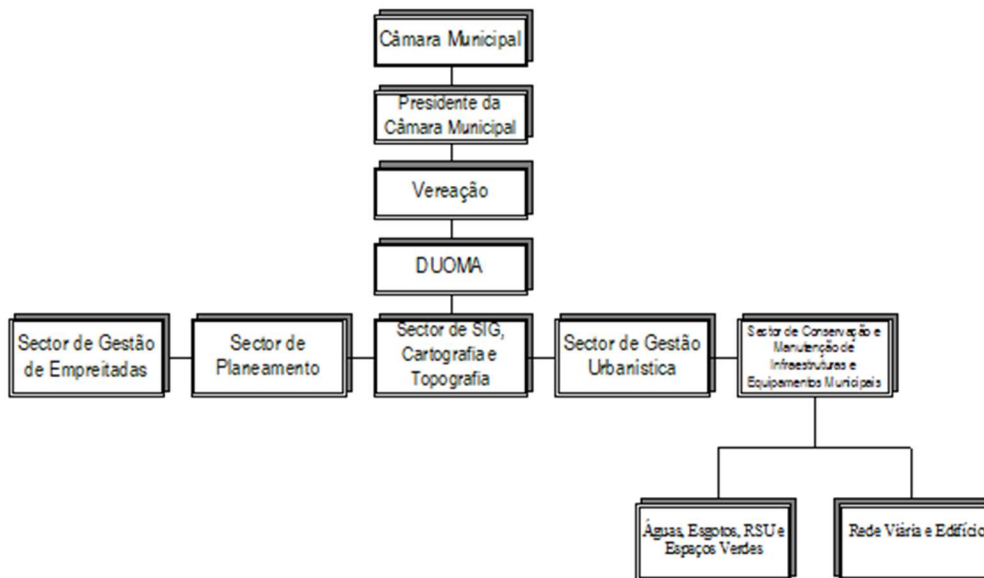 Câmara Municipal
Presidente da
Câmara Municipal
Vereação
DUOMA
Sector de Gestão
de Empreitadas
Sector de
Planeamento
Sector de SIG,
Cartografia e
Topografia
Sector de Gestão
Urbanística
Sector de Conservação e
Manutenção de
Infraestruturas e
Equipamentos Municipais
Águas, Esgotos, RSU e
Espaços Verdes
Rede Viária e Edifício